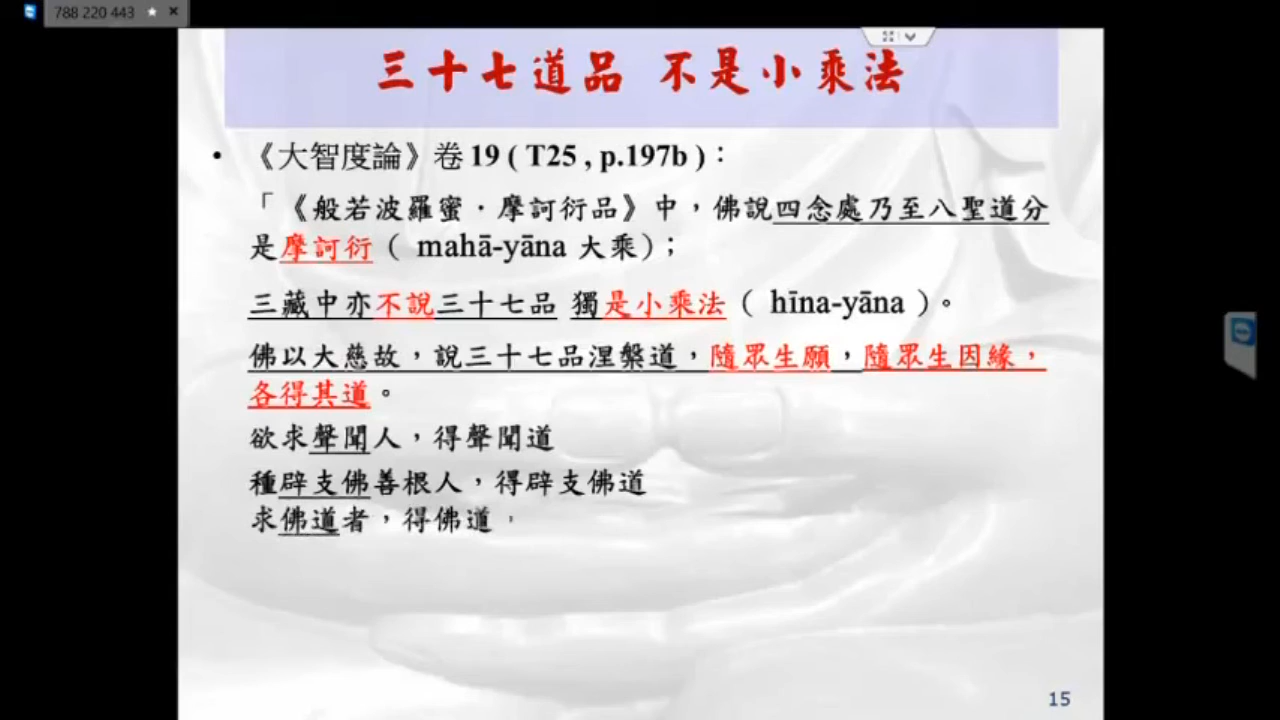 788 220 443
三十七道品 不是小乘法
• 《大智度論》卷 19 ( T25 , p.197b )：
「《般若波羅蜜．摩訶衍品》中，佛說四念處乃至八聖道分
是摩訶衍（ mahā-yāna 大乘）；
三藏中亦不說三十七品 獨是小乘法（ hīna-yāna ）。
佛以大慈故，說三十七品涅槃道，隨眾生願，隨眾生因緣，
各得其道。
欲求聲聞人，得聲聞道
種辟支佛善根人，得辟支佛道
求佛道者，得佛道，
15